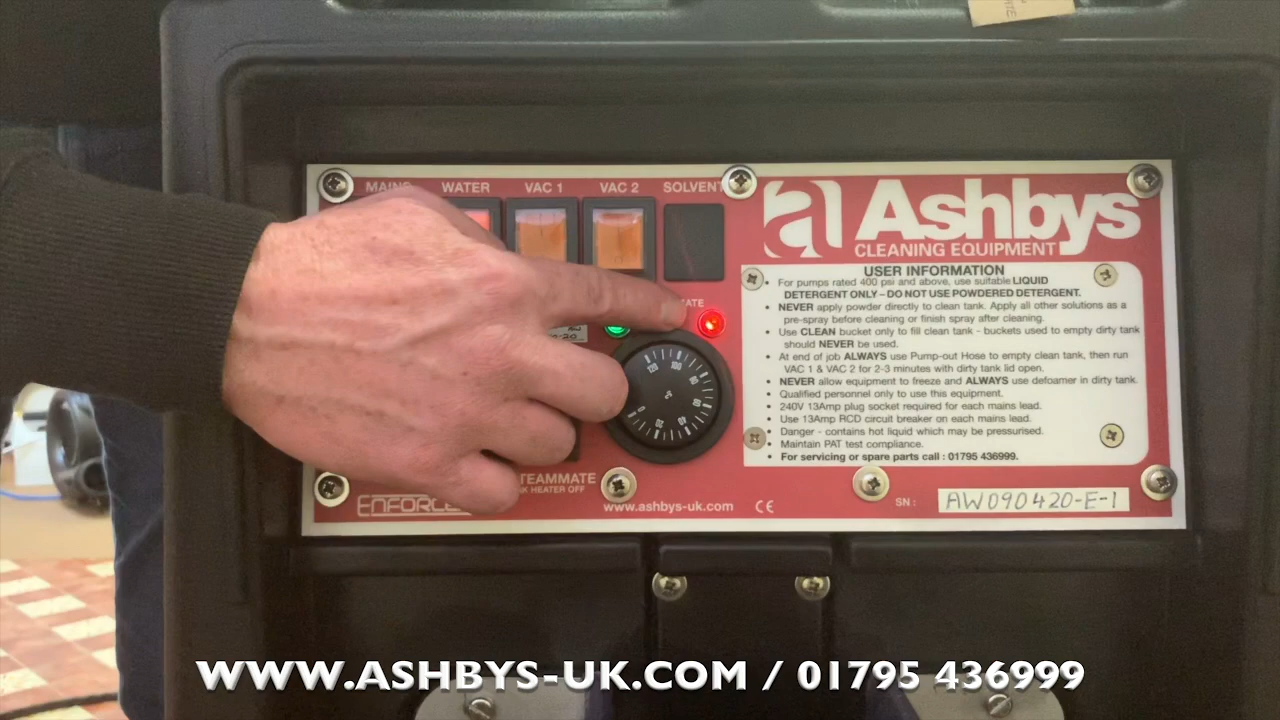 MAINS WATER VAC 1 VAC 2 SOLVENT
a Ashbys
CLEANING EQUIPMENT
USER INFORMATION
• For pumps rated 400 psi and above, use suitable LIQUID
DETERGENT ONLY – DO NOT USE POWDERED DETERGENT.
• NEVER apply powder directly to clean tank. Apply all other solutions as a
pre-spray before cleaning or finish spray after cleaning.
• Use CLEAN bucket only to fill clean tank - buckets used to empty dirty tank
should NEVER be used.
• At end of job ALWAYS use Pump-out Hose to empty clean tank, then run
VAC 1 & VAC 2 for 2-3 minutes with dirty tank lid open.
• NEVER allow equipment to freeze and ALWAYS use defoamer in dirty tank.
• Qualified personnel only to use this equipment.
• 240V 13Amp plug socket required for each mains lead.
• Use 13Amp RCD circuit breaker on each mains lead.
• Danger - contains hot liquid which may be pressurised.
• Maintain PAT test compliance.
• For servicing or spare parts call : 01795 436999.
0 20 40 60 80 100 120
°C
TEAMMATE
HEATER OFF
ENFORCE
www.ashbys-uk.com CE SN : AW090420-E-1
WWW.ASHBYS-UK.COM / 01795 436999